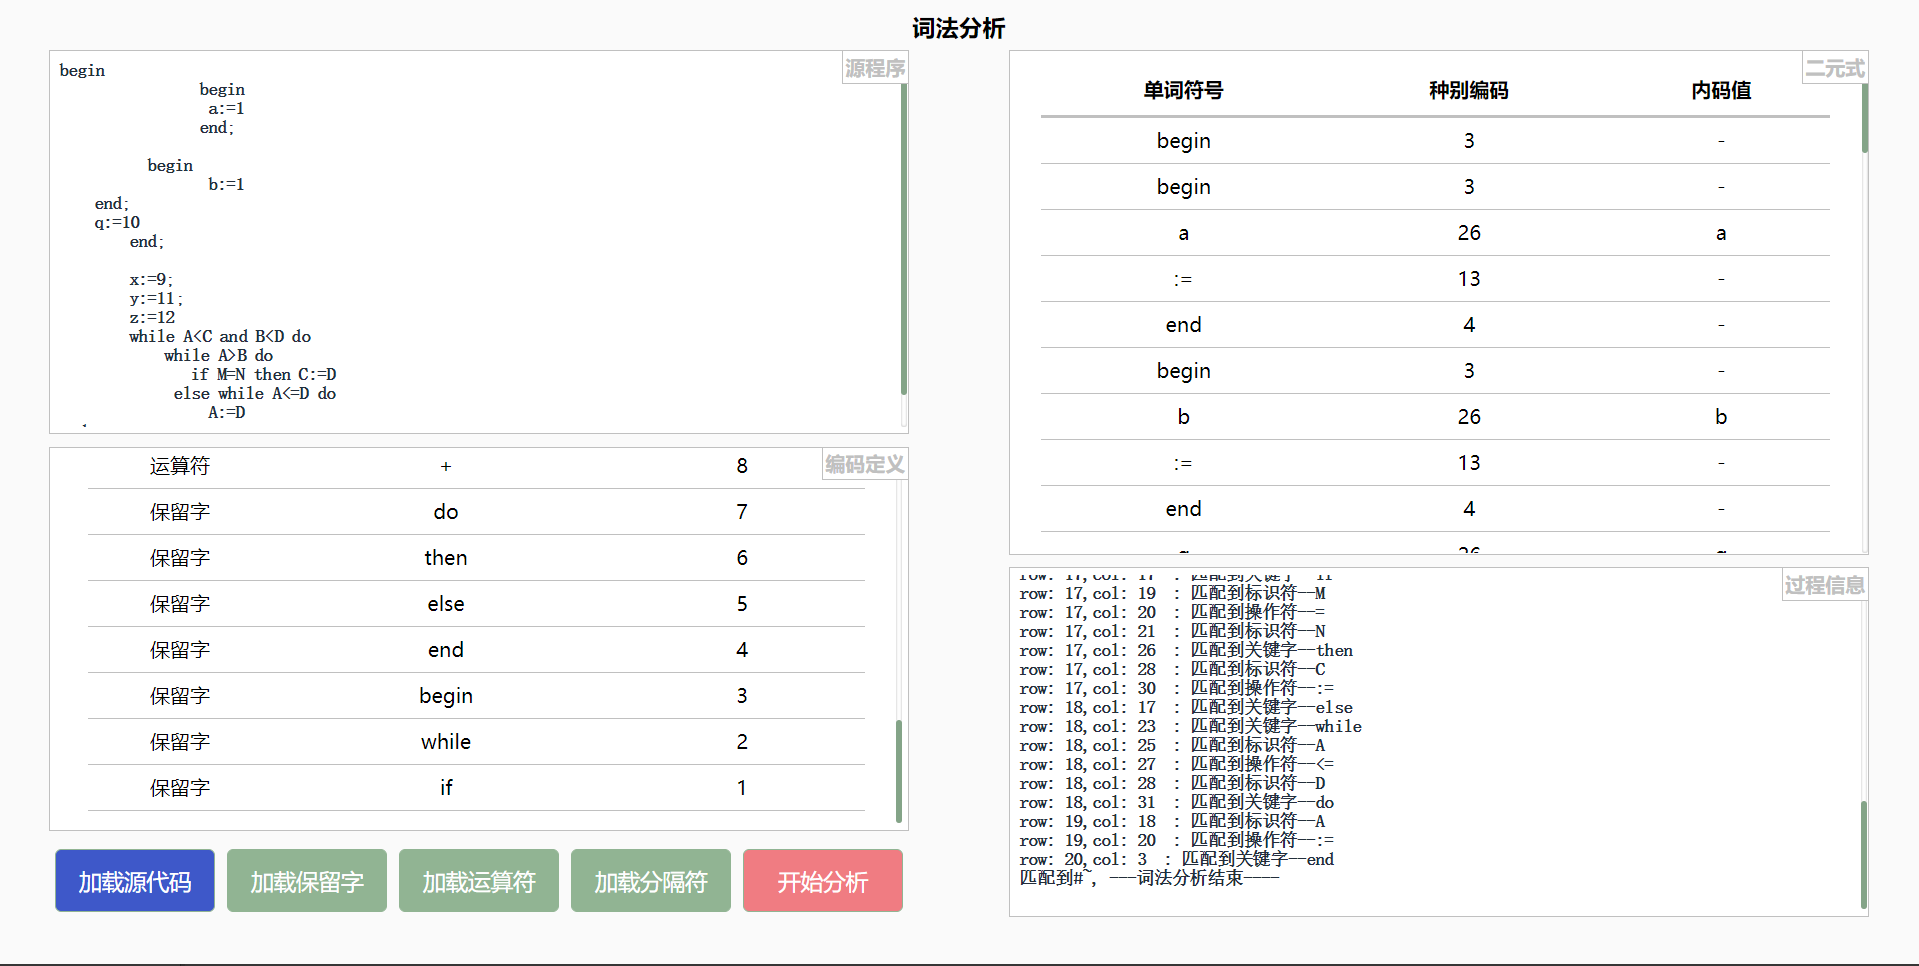 词法分析
源程序
begin
begin
a:=1
end;
begin
b:=1
end;
q:=10
end;
x:=9;
y:=11;
z:=12
while A<C and B<D do
while A>B do
if M=N then C:=D
else while A<=D do
A:=D
编码定义
运算符 + 8
保留字 do 7
保留字 then 6
保留字 else 5
保留字 end 4
保留字 begin 3
保留字 while 2
保留字 if 1
加载源代码 加载保留字 加载运算符 加载分隔符 开始分析
二元式
单词符号 种别编码 内码值
begin 3 -
begin 3 -
a 26 a
:= 13 -
end 4 -
begin 3 -
b 26 b
:= 13 -
end 4 -
过程信息
row: 17,col: 17 : 匹配到关键字--if
row: 17,col: 19 : 匹配到标识符--M
row: 17,col: 20 : 匹配到操作符--=
row: 17,col: 21 : 匹配到标识符--N
row: 17,col: 26 : 匹配到关键字--then
row: 17,col: 28 : 匹配到标识符--C
row: 17,col: 30 : 匹配到操作符--:=
row: 18,col: 17 : 匹配到关键字--else
row: 18,col: 23 : 匹配到关键字--while
row: 18,col: 25 : 匹配到标识符--A
row: 18,col: 27 : 匹配到操作符--<=
row: 18,col: 28 : 匹配到标识符--D
row: 18,col: 31 : 匹配到关键字--do
row: 19,col: 18 : 匹配到标识符--A
row: 19,col: 20 : 匹配到操作符--:=
row: 20,col: 3 : 匹配到关键字--end
匹配到#~, ---词法分析结束----